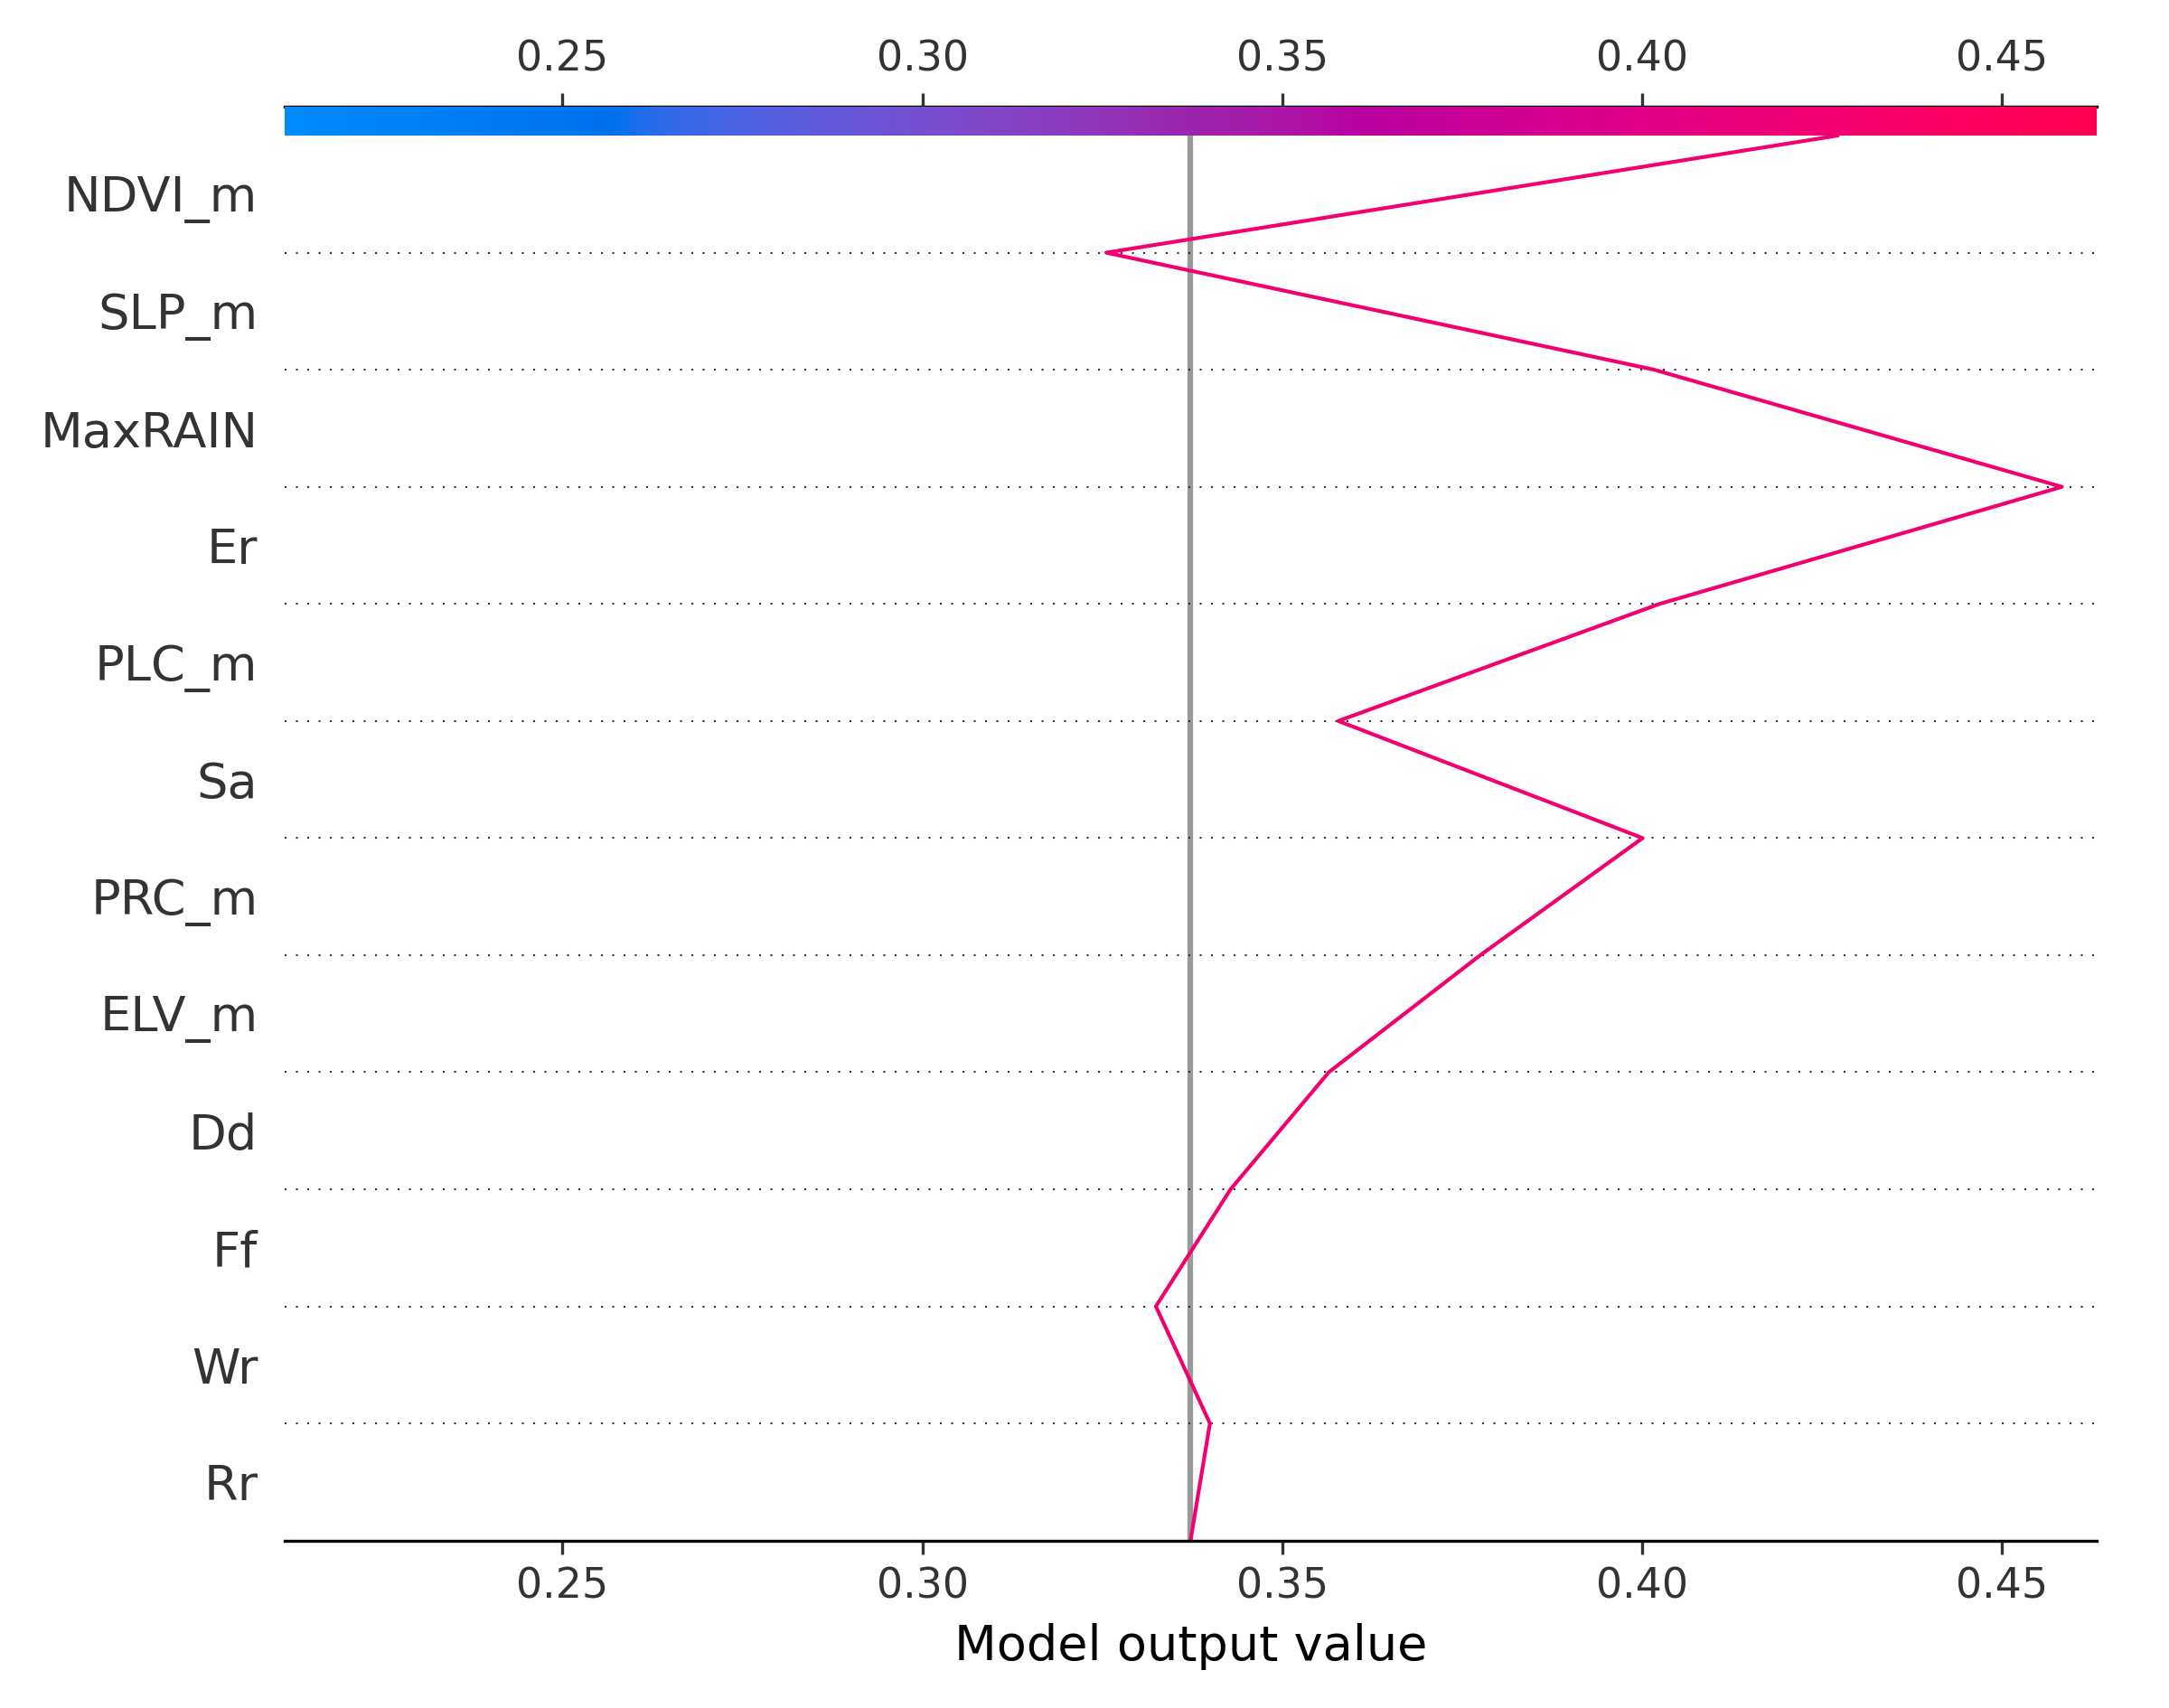 0.25 0.30 0.35 0.40 0.45
NDVI_m
SLP_m
MaxRAIN
Er
PLC_m
Sa
PRC_m
ELV_m
Dd
Ff
Wr
Rr
0.25 0.30 0.35 0.40 0.45
Model output value